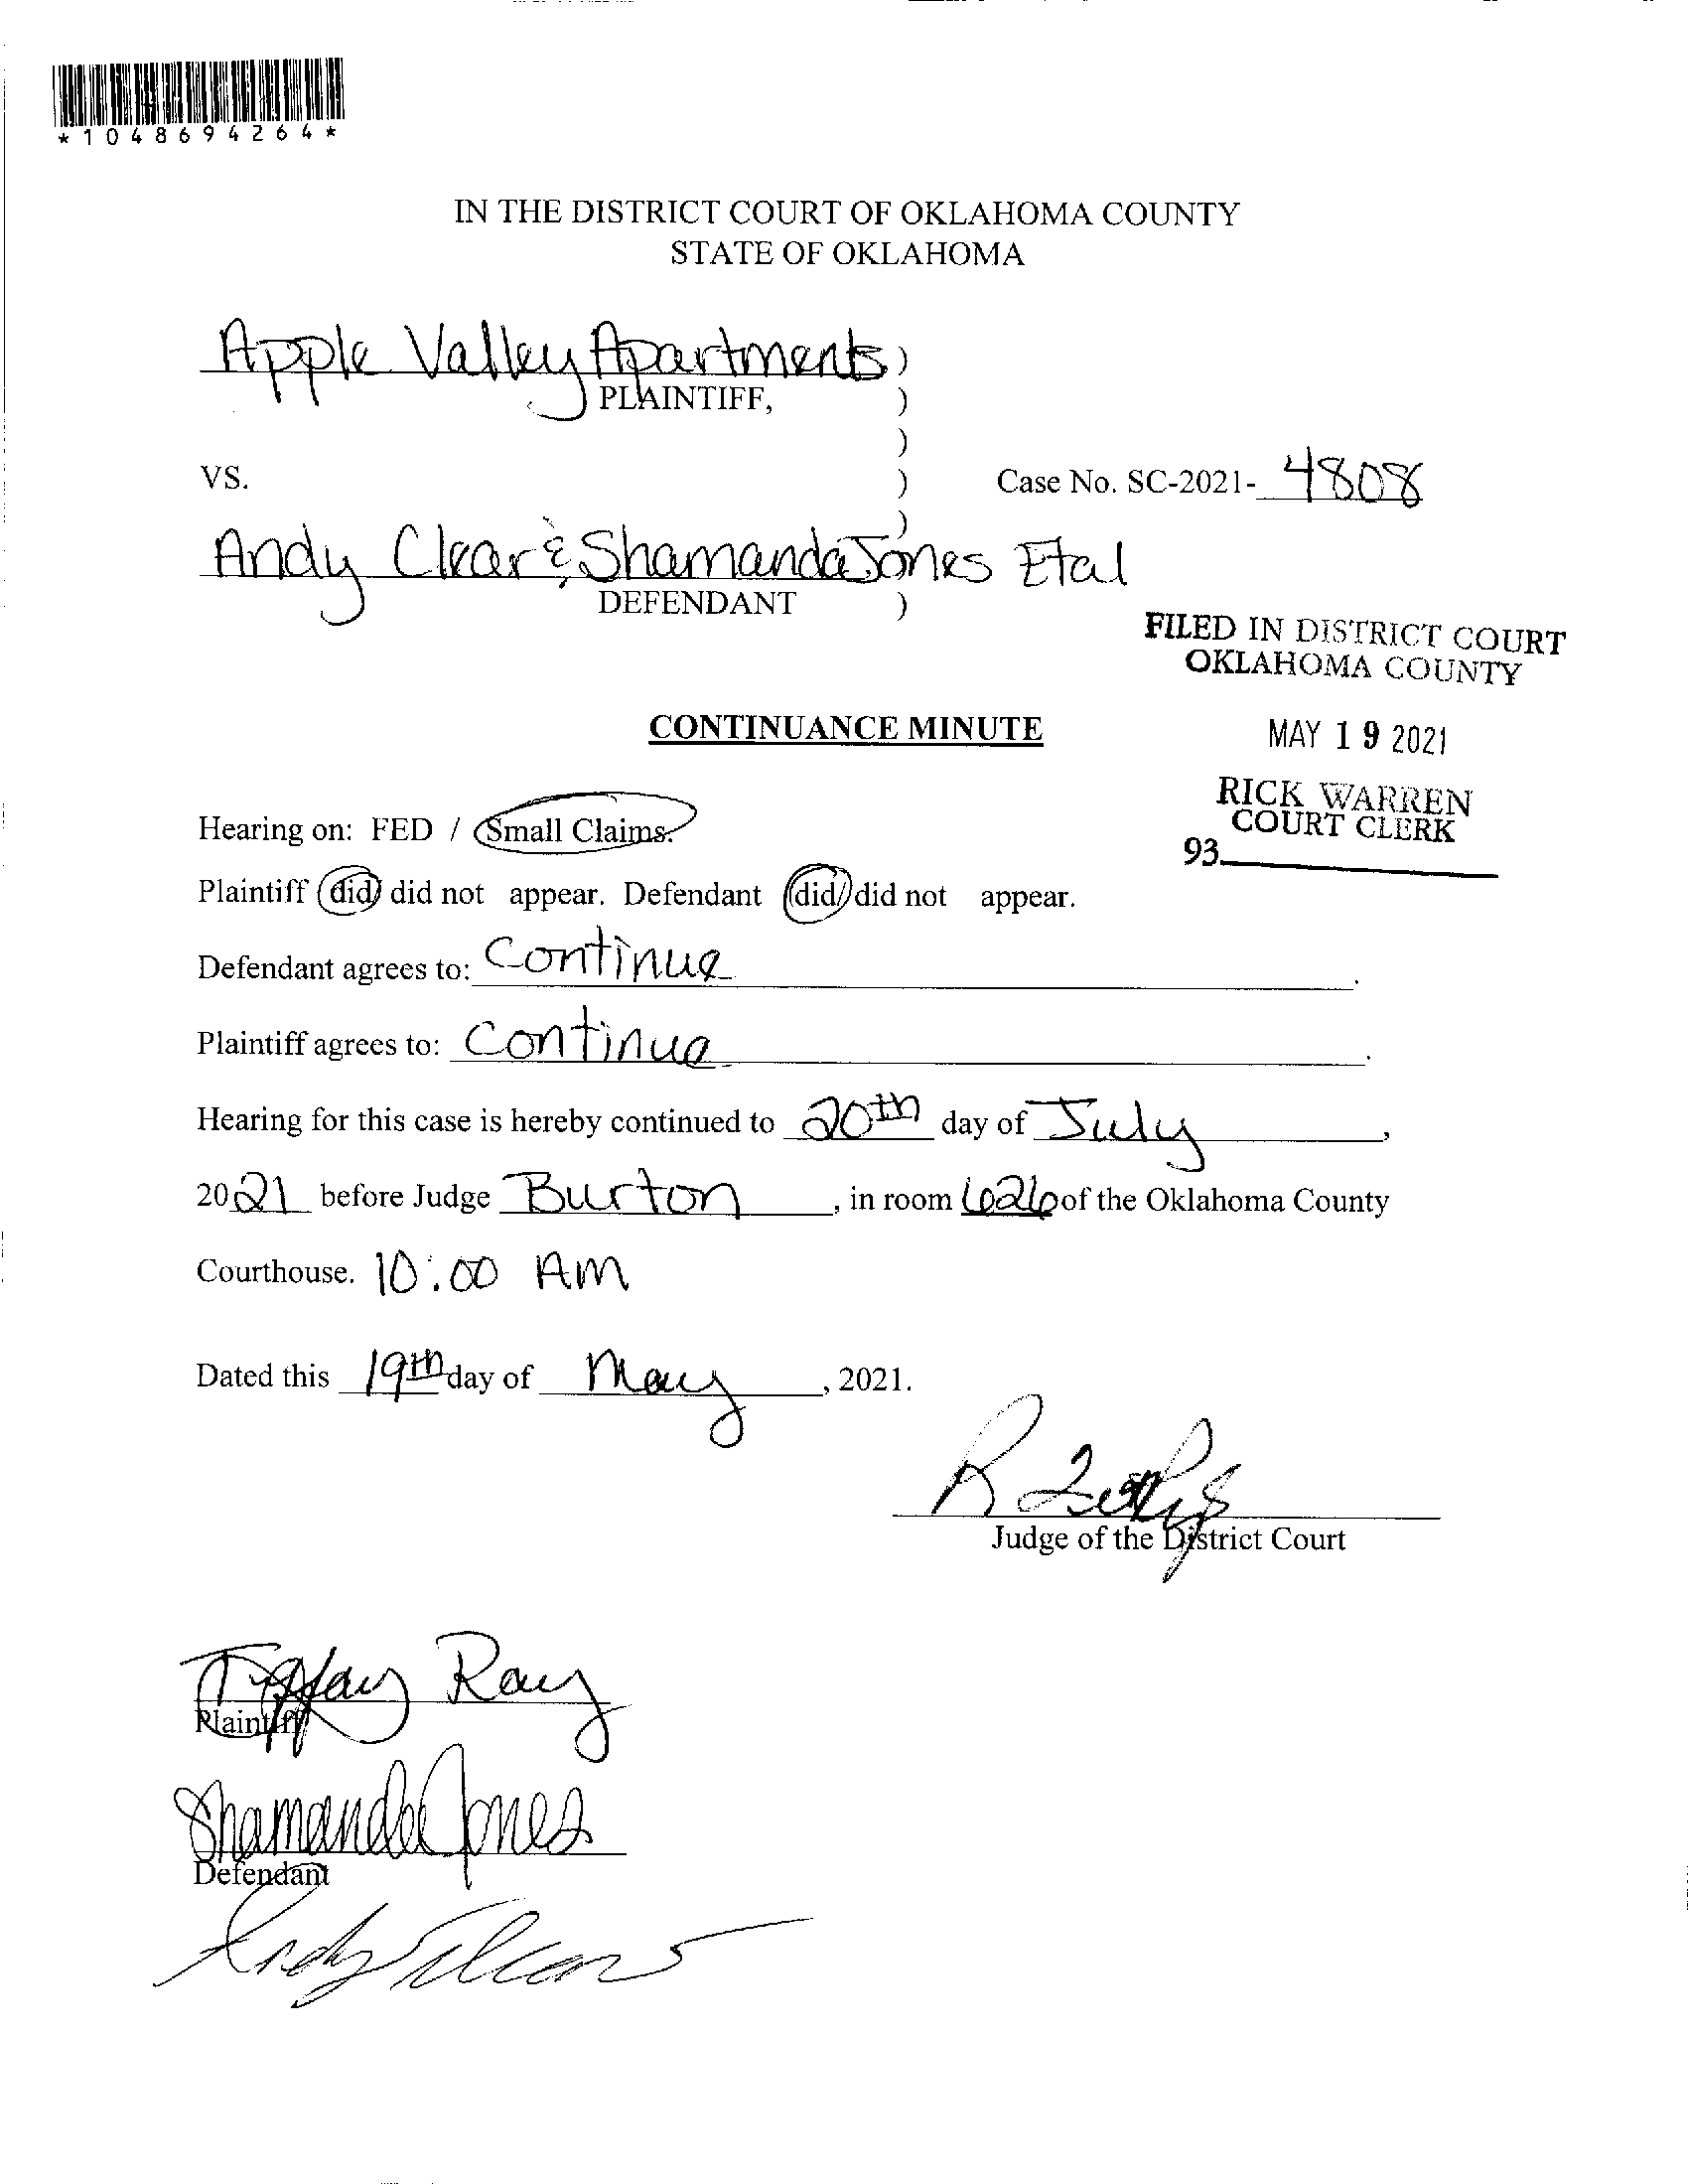 *1048694264*
IN THE DISTRICT COURT OF OKLAHOMA COUNTY
STATE OF OKLAHOMA
Apple Valley Apartments )
PLAINTIFF, )
)
VS. ) Case No. SC-2021- 4808
)
Andy Clear & Shamanda Jones Etal
DEFENDANT )
FILED IN DISTRICT COURT
OKLAHOMA COUNTY
CONTINUANCE MINUTE
MAY 19 2021
RICK WARREN
COURT CLERK
93
Hearing on: FED / Small Claims.
Plaintiff did/ did not appear. Defendant did/ did not appear.
Defendant agrees to: Continue .
Plaintiff agrees to: Continue .
Hearing for this case is hereby continued to 20th day of July ,
2021 before Judge Burton , in room 626 of the Oklahoma County
Courthouse. 10:00 AM
Dated this 19th day of May , 2021.
Judge of the District Court
Tiffany Ray
Plaintiff
Shamanda Jones
Defendant
Andy